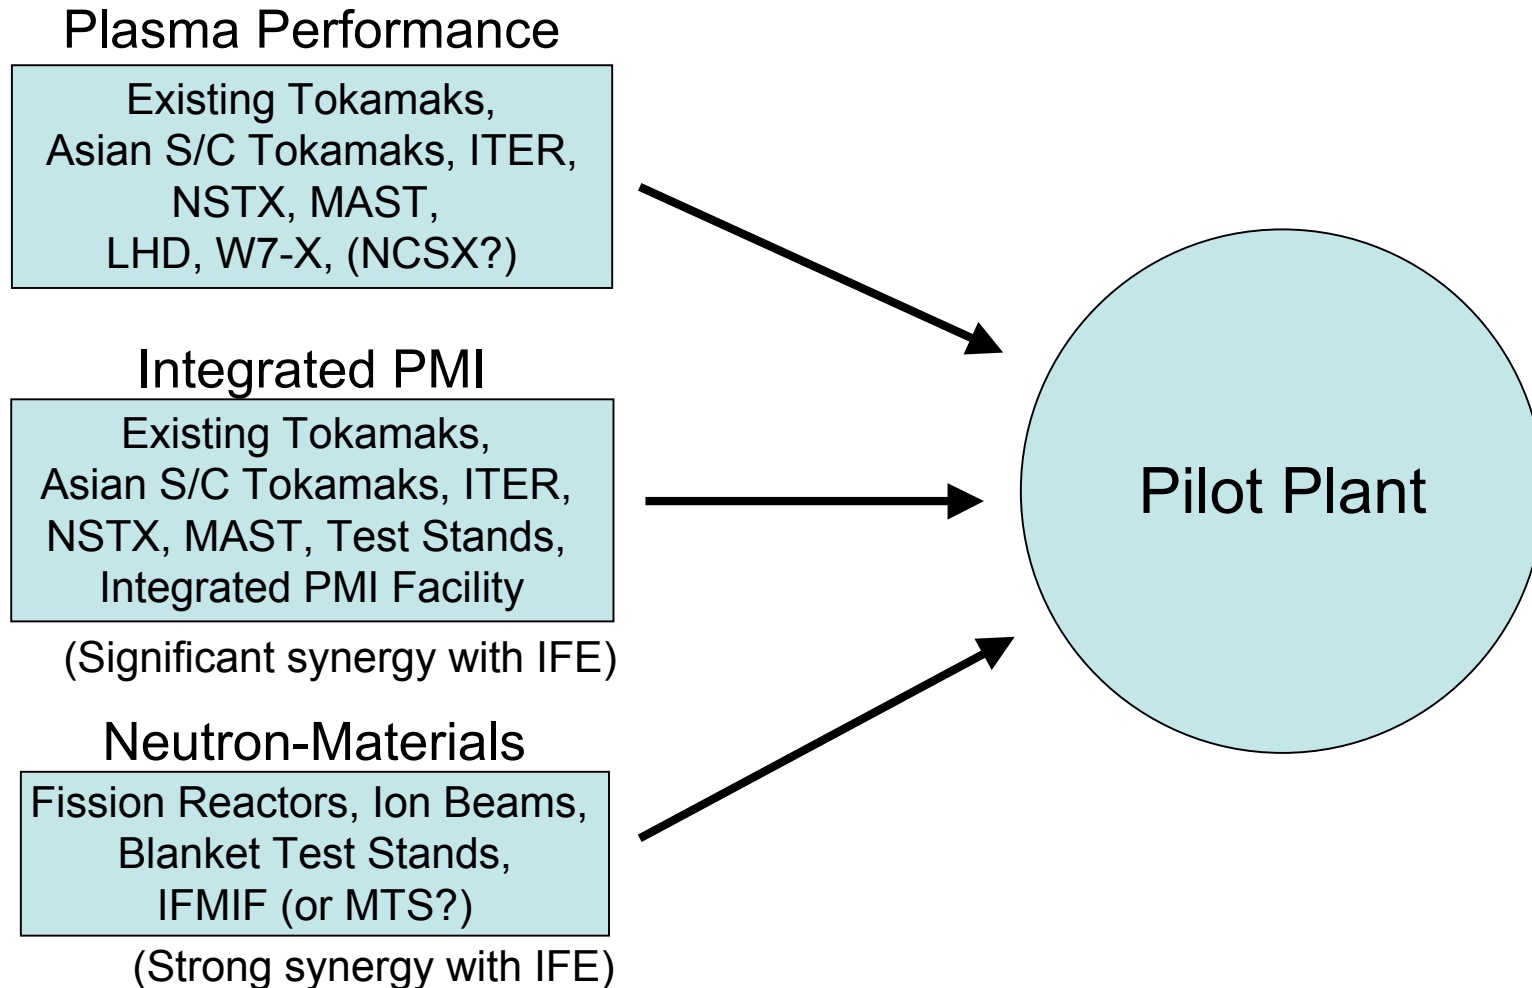 Plasma Performance
Existing Tokamaks,
Asian S/C Tokamaks, ITER,
NSTX, MAST,
LHD, W7-X, (NCSX?)
Integrated PMI
Existing Tokamaks,
Asian S/C Tokamaks, ITER,
NSTX, MAST, Test Stands,
Integrated PMI Facility
(Significant synergy with IFE)
Neutron-Materials
Fission Reactors, Ion Beams,
Blanket Test Stands,
IFMIF (or MTS?)
(Strong synergy with IFE)
Pilot Plant